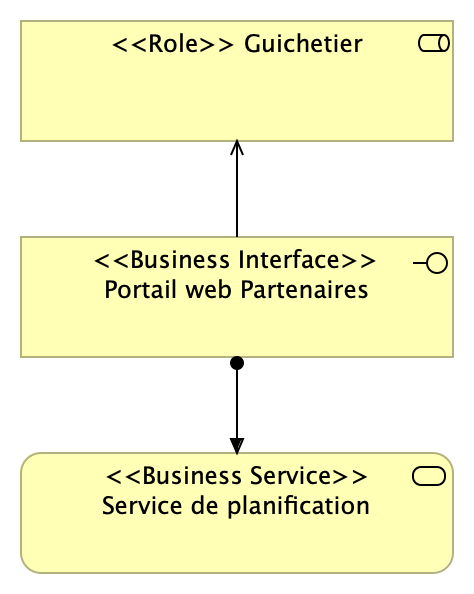 <<Role>> Guichetier
<<Business Interface>>
Portail web Partenaires
<<Business Service>>
Service de planification